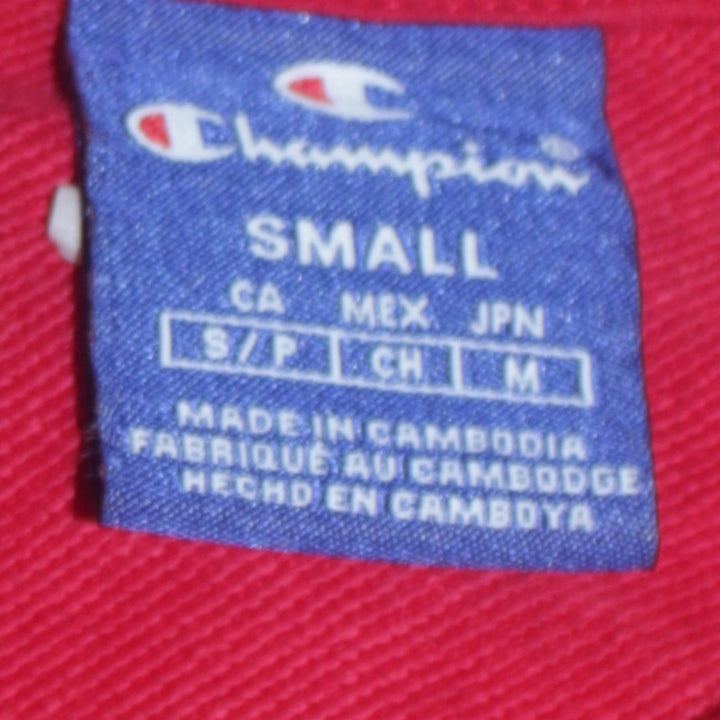 Champion®
SMALL
CA MEX JPN
S/P CH M
MADE IN CAMBODIA
FABRIQUÉ AU CAMBODGE
HECHO EN CAMBOYA